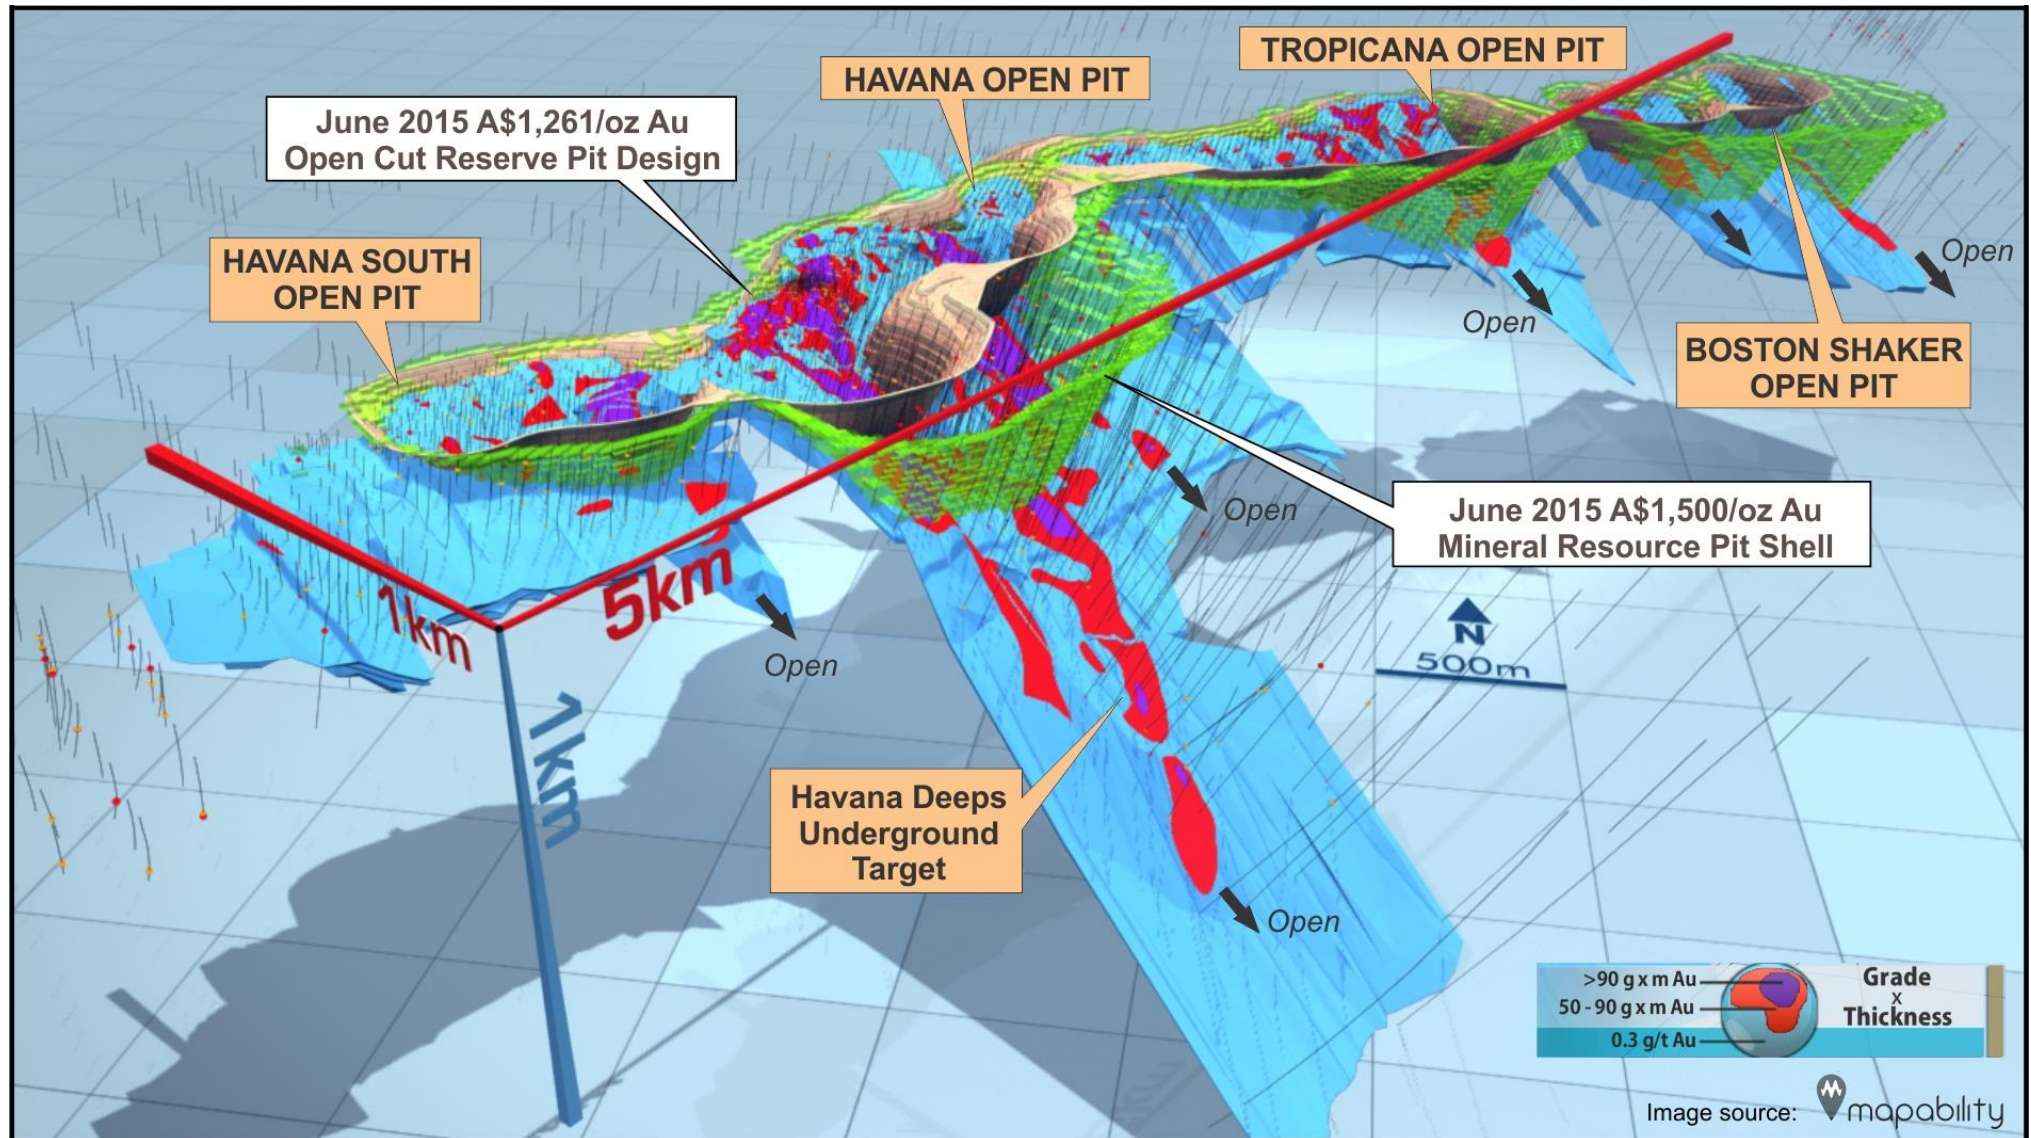 TROPICANA OPEN PIT
HAVANA OPEN PIT
June 2015 A$1,261/oz Au
Open Cut Reserve Pit Design
HAVANA SOUTH
OPEN PIT
Open
Open
BOSTON SHAKER
OPEN PIT
Open
June 2015 A$1,500/oz Au
Mineral Resource Pit Shell
1km
5km
Open
N
500m
1km
Havana Deeps
Underground
Target
Open
>90 g x m Au
50 - 90 g x m Au
0.3 g/t Au
Grade
x
Thickness
Image source: mapability